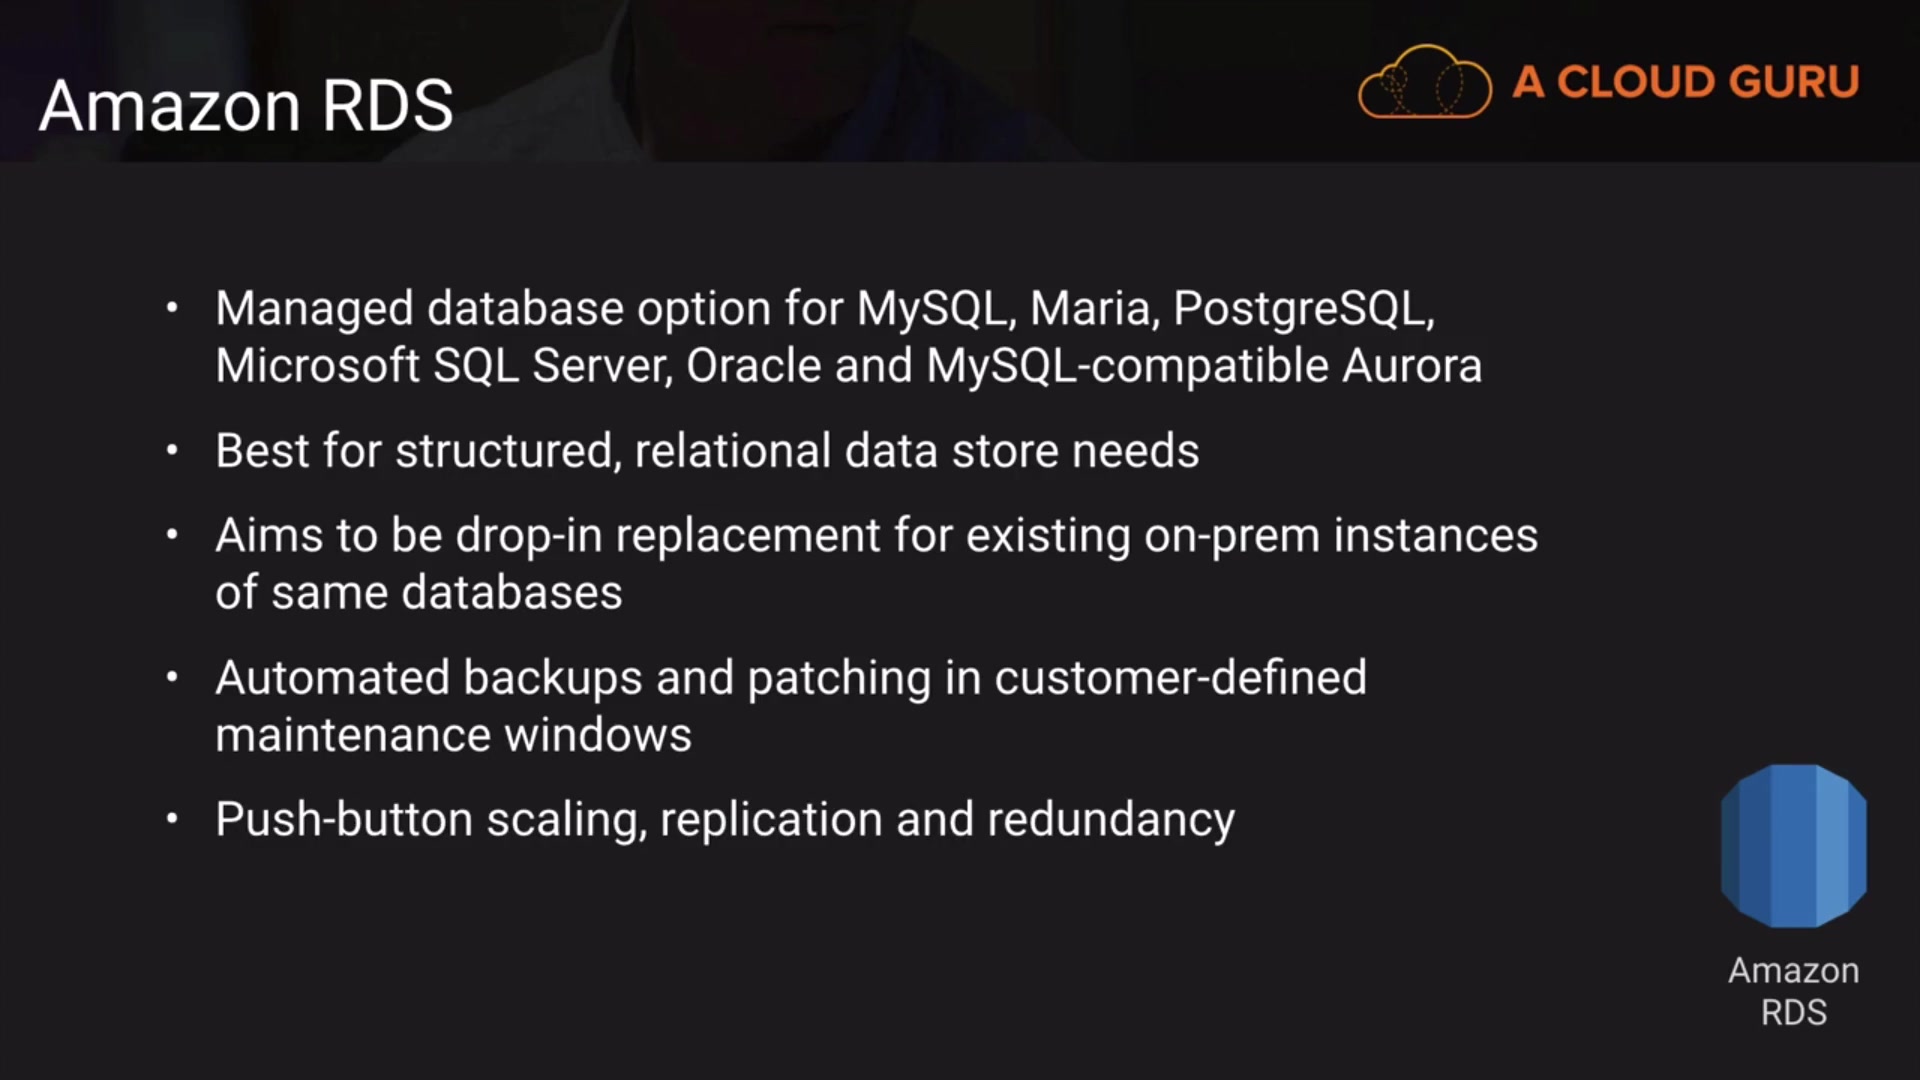 Amazon RDS
A CLOUD GURU
• Managed database option for MySQL, Maria, PostgreSQL,
Microsoft SQL Server, Oracle and MySQL-compatible Aurora
• Best for structured, relational data store needs
• Aims to be drop-in replacement for existing on-prem instances
of same databases
• Automated backups and patching in customer-defined
maintenance windows
• Push-button scaling, replication and redundancy
Amazon
RDS